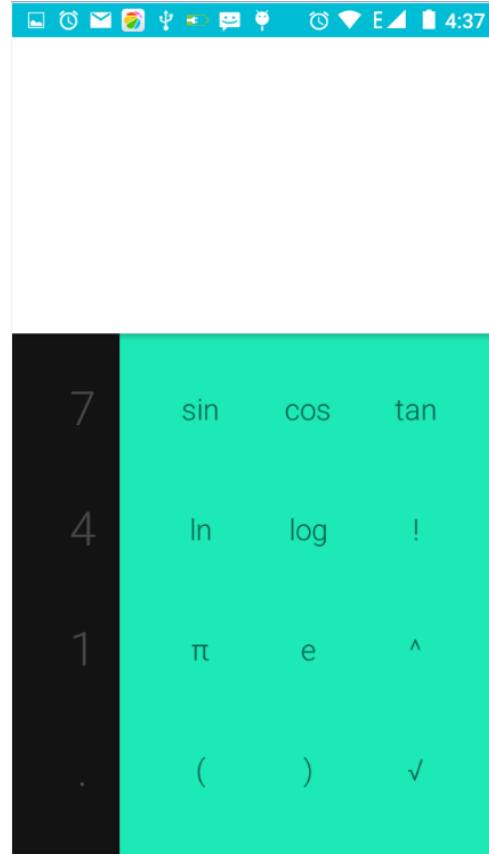 E 4:37
7 sin cos tan
4 ln log !
1 π e ^
. ( ) √